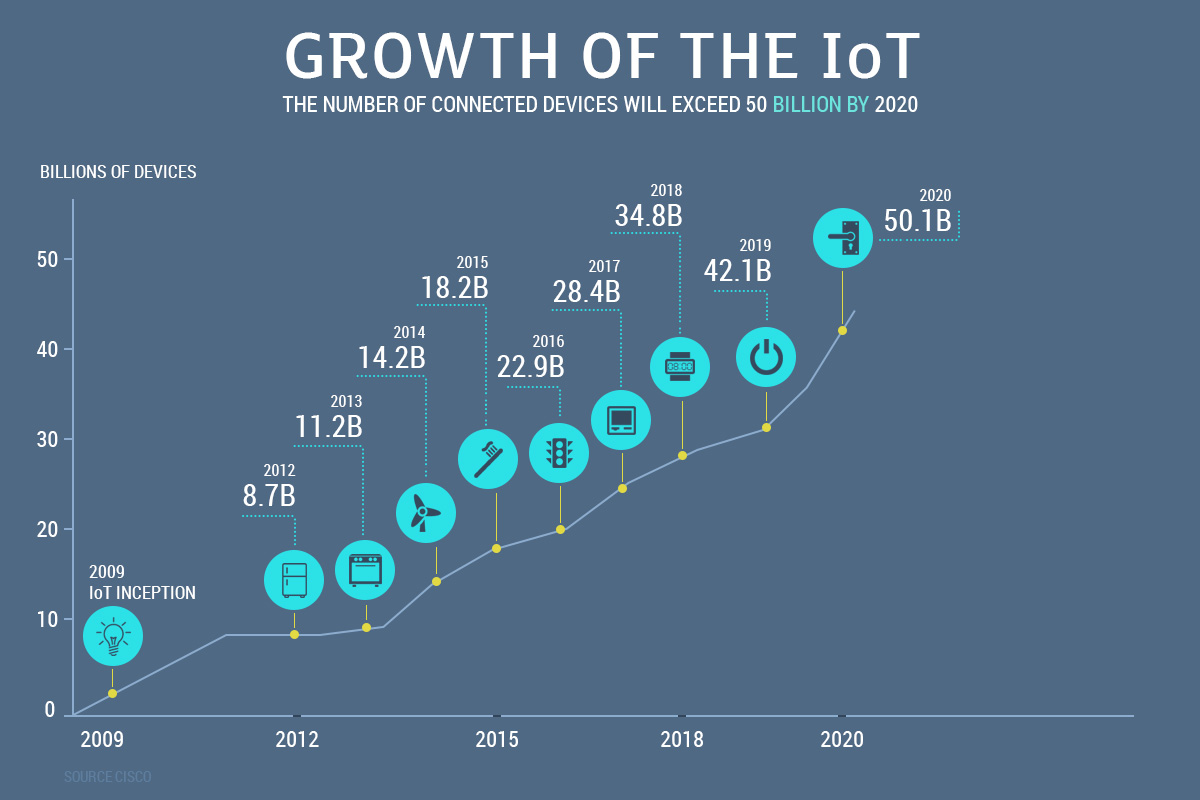 GROWTH OF THE IoT
THE NUMBER OF CONNECTED DEVICES WILL EXCEED 50 BILLION BY 2020
BILLIONS OF DEVICES
50
40
30
20
10
0
2009
IoT INCEPTION
2012
8.7B
2013
11.2B
2014
14.2B
2015
18.2B
2016
22.9B
2017
28.4B
2018
34.8B
08:00
2019
42.1B
2020
50.1B
2009
2012
2015
2018
2020
SOURCE CISCO